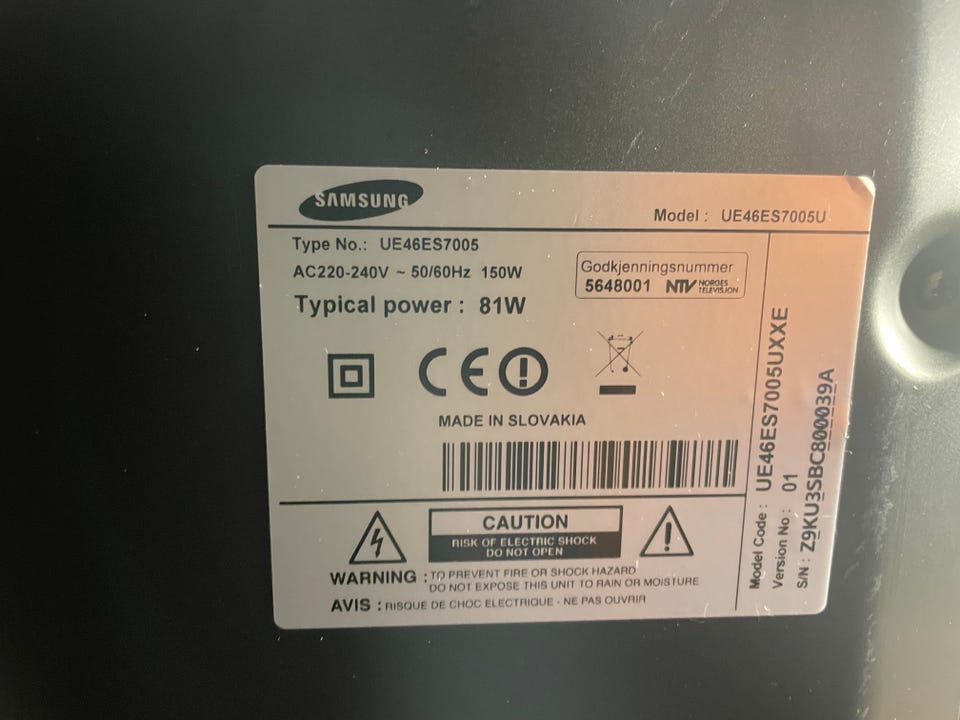 SAMSUNG
Model : UE46ES7005U
Type No.: UE46ES7005
AC220-240V ~ 50/60Hz 150W
Typical power : 81W
Godkjenningsnummer
5648001 NTV NORGES TELEVISJON
CE
MADE IN SLOVAKIA
CAUTION
RISK OF ELECTRIC SHOCK
DO NOT OPEN
WARNING : TO PREVENT FIRE OR SHOCK HAZARD
DO NOT EXPOSE THIS UNIT TO RAIN OR MOISTURE
AVIS : RISQUE DE CHOC ELECTRIQUE - NE PAS OUVRIR
Model Code : UE46ES7005UXXE
Version No : 01
S/N : Z9KU3SBC800039A